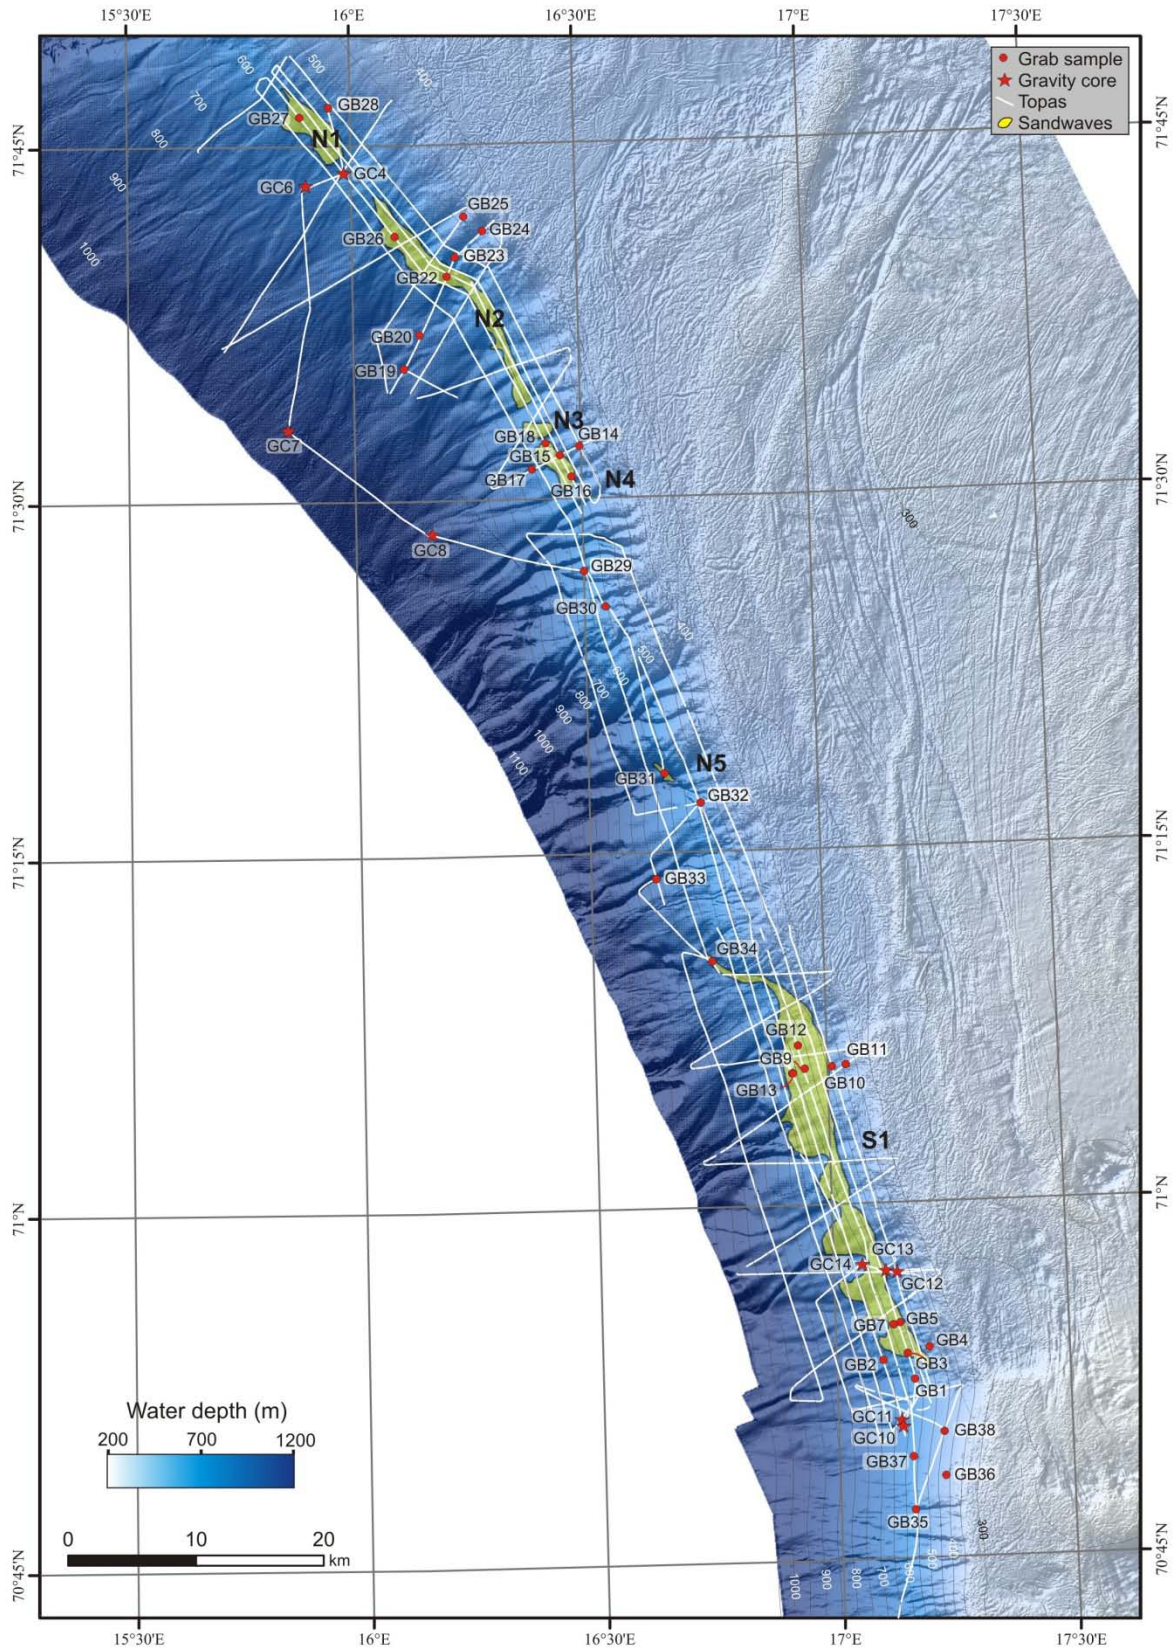 15°30'E
16°E
16°30'E
17°E
17°30'E
Grab sample
Gravity core
Topas
Sandwaves
600
500
400
700
800
900
1000
GB28
GB27
N1
71°45'N
71°45'N
GC4
GC6
GB25
GB24
GB26
GB23
GB22
N2
GB20
GB19
N3
GB14
GB18
GB15
GC7
GB17
GB16
N4
71°30'N
71°30'N
300
GC8
GB29
GB30
400
500
600
700
800
900
1000
1100
N5
GB31
GB32
71°15'N
71°15'N
GB33
GB34
GB12
GB9
GB11
GB13
GB10
S1
71°N
71°N
GC13
GC14
GC12
GB7
GB5
GB4
GB2
GB3
GB1
GC11
GC10
GB38
GB37
GB36
GB35
Water depth (m)
200
700
1200
0
10
20
km
300
500
700
800
900
1000
70°45'N
70°45'N
15°30'E
16°E
16°30'E
17°E
17°30'E